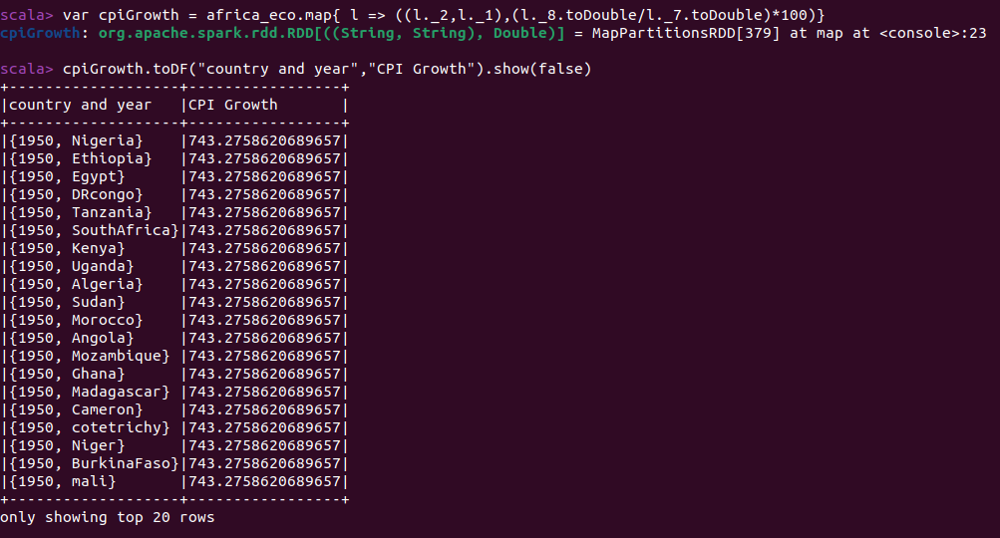 scala> var cpiGrowth = africa_eco.map{ l => ((l._2,l._1),(l._8.toDouble/l._7.toDouble)*100)}
cpiGrowth: org.apache.spark.rdd.RDD[((String, String), Double)] = MapPartitionsRDD[379] at map at <console>:23
scala> cpiGrowth.toDF("country and year","CPI Growth").show(false)
+-------------------+-----------------+
|country and year   |CPI Growth       |
+-------------------+-----------------+
|{1950, Nigeria}    |743.2758620689657|
|{1950, Ethiopia}   |743.2758620689657|
|{1950, Egypt}      |743.2758620689657|
|{1950, DRcongo}    |743.2758620689657|
|{1950, Tanzania}   |743.2758620689657|
|{1950, SouthAfrica}|743.2758620689657|
|{1950, Kenya}      |743.2758620689657|
|{1950, Uganda}     |743.2758620689657|
|{1950, Algeria}    |743.2758620689657|
|{1950, Sudan}      |743.2758620689657|
|{1950, Morocco}    |743.2758620689657|
|{1950, Angola}     |743.2758620689657|
|{1950, Mozambique} |743.2758620689657|
|{1950, Ghana}      |743.2758620689657|
|{1950, Madagascar} |743.2758620689657|
|{1950, Cameron}    |743.2758620689657|
|{1950, cotetrichy} |743.2758620689657|
|{1950, Niger}      |743.2758620689657|
|{1950, BurkinaFaso}|743.2758620689657|
|{1950, mali}       |743.2758620689657|
+-------------------+-----------------+
only showing top 20 rows